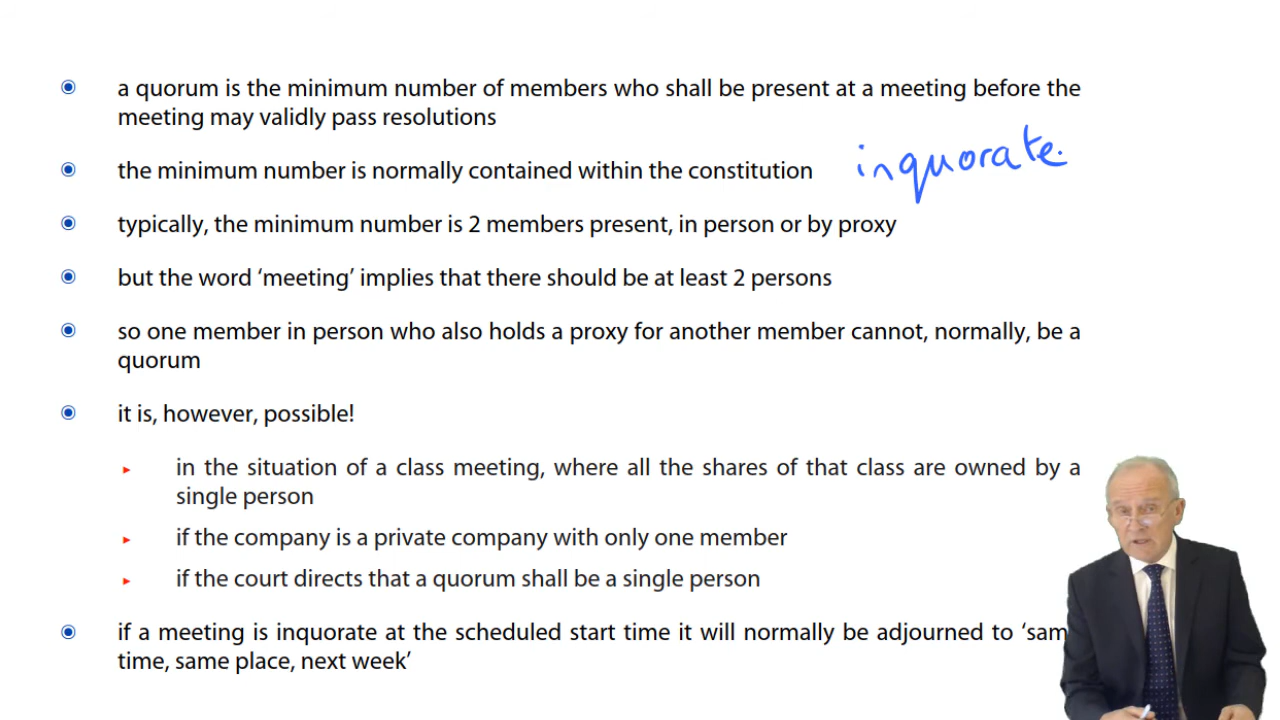 a quorum is the minimum number of members who shall be present at a meeting before the
meeting may validly pass resolutions
inquorate.
the minimum number is normally contained within the constitution
typically, the minimum number is 2 members present, in person or by proxy
but the word ‘meeting’ implies that there should be at least 2 persons
so one member in person who also holds a proxy for another member cannot, normally, be a
quorum
it is, however, possible!
in the situation of a class meeting, where all the shares of that class are owned by a
single person
if the company is a private company with only one member
if the court directs that a quorum shall be a single person
if a meeting is inquorate at the scheduled start time it will normally be adjourned to ‘sam
time, same place, next week’